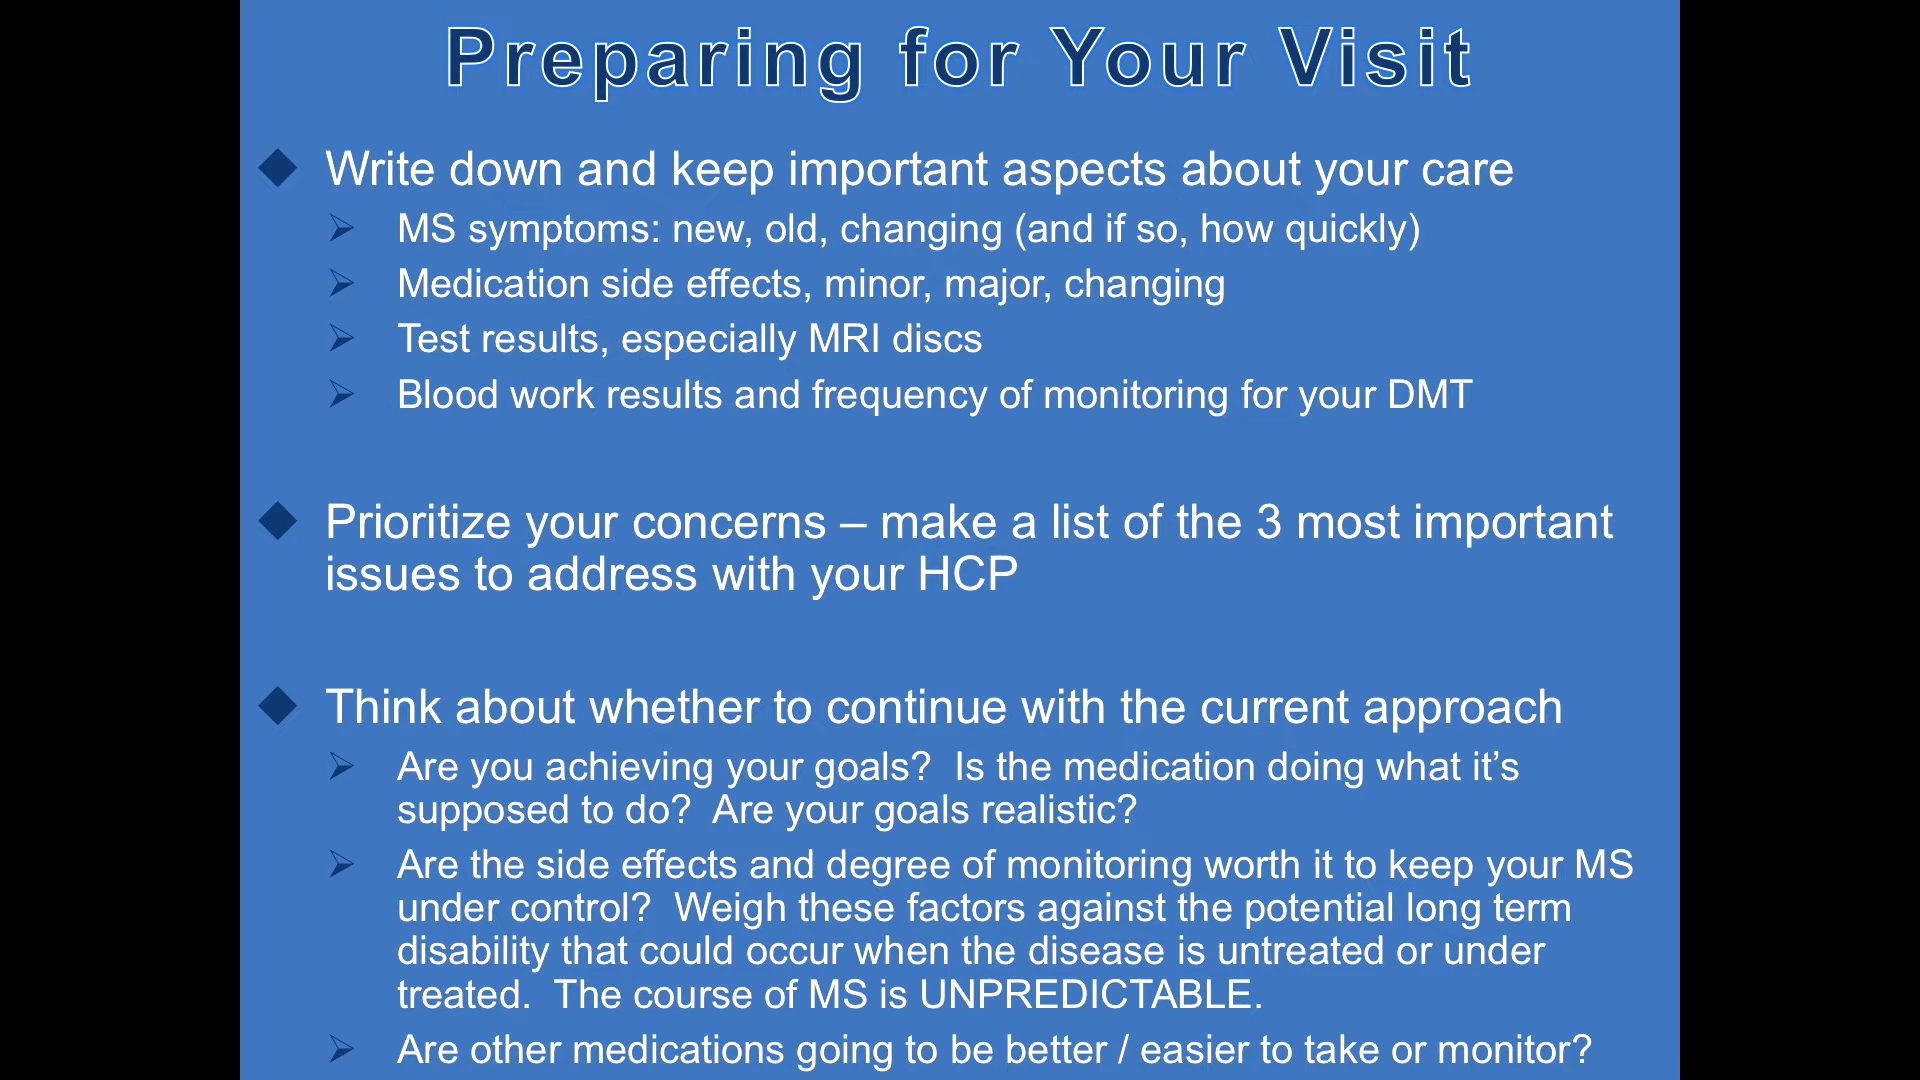 Preparing for Your Visit
Write down and keep important aspects about your care
MS symptoms: new, old, changing (and if so, how quickly)
Medication side effects, minor, major, changing
Test results, especially MRI discs
Blood work results and frequency of monitoring for your DMT
Prioritize your concerns – make a list of the 3 most important
issues to address with your HCP
Think about whether to continue with the current approach
Are you achieving your goals?  Is the medication doing what it’s
supposed to do?  Are your goals realistic?
Are the side effects and degree of monitoring worth it to keep your MS
under control?  Weigh these factors against the potential long term
disability that could occur when the disease is untreated or under
treated.  The course of MS is UNPREDICTABLE.
Are other medications going to be better / easier to take or monitor?